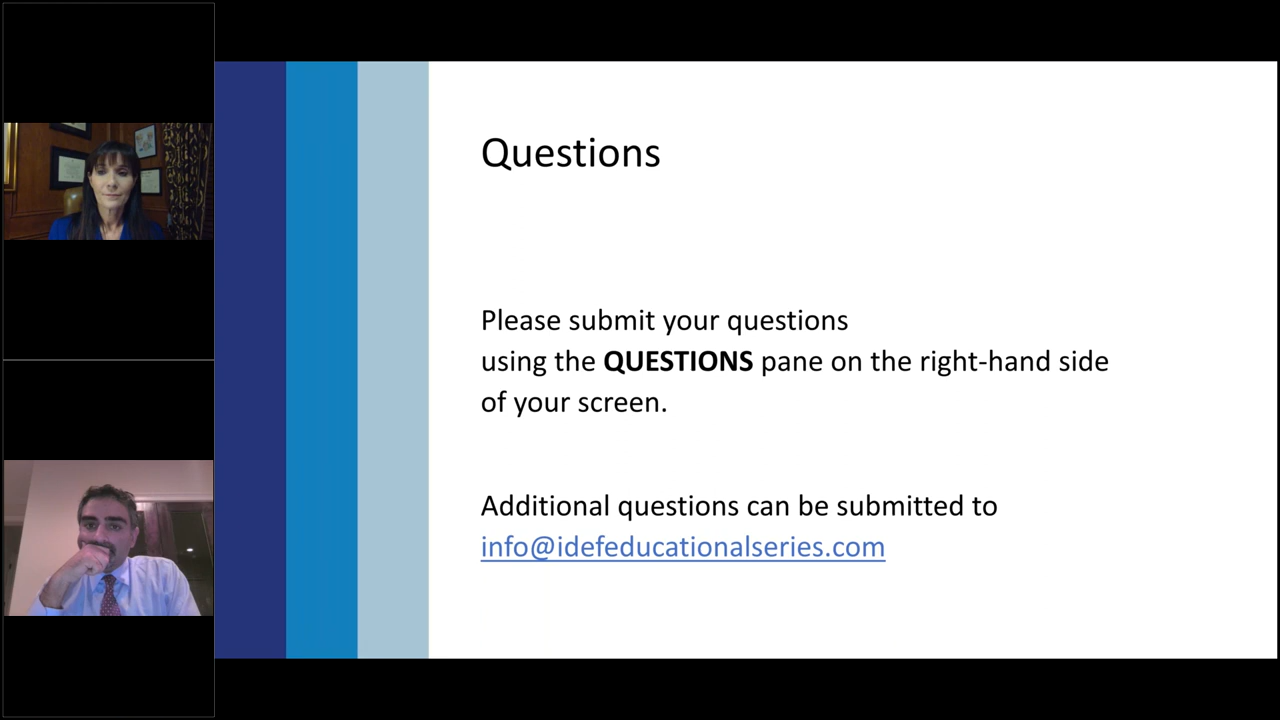 Questions
Please submit your questions
using the QUESTIONS pane on the right-hand side
of your screen.
Additional questions can be submitted to
info@idefeducationalseries.com